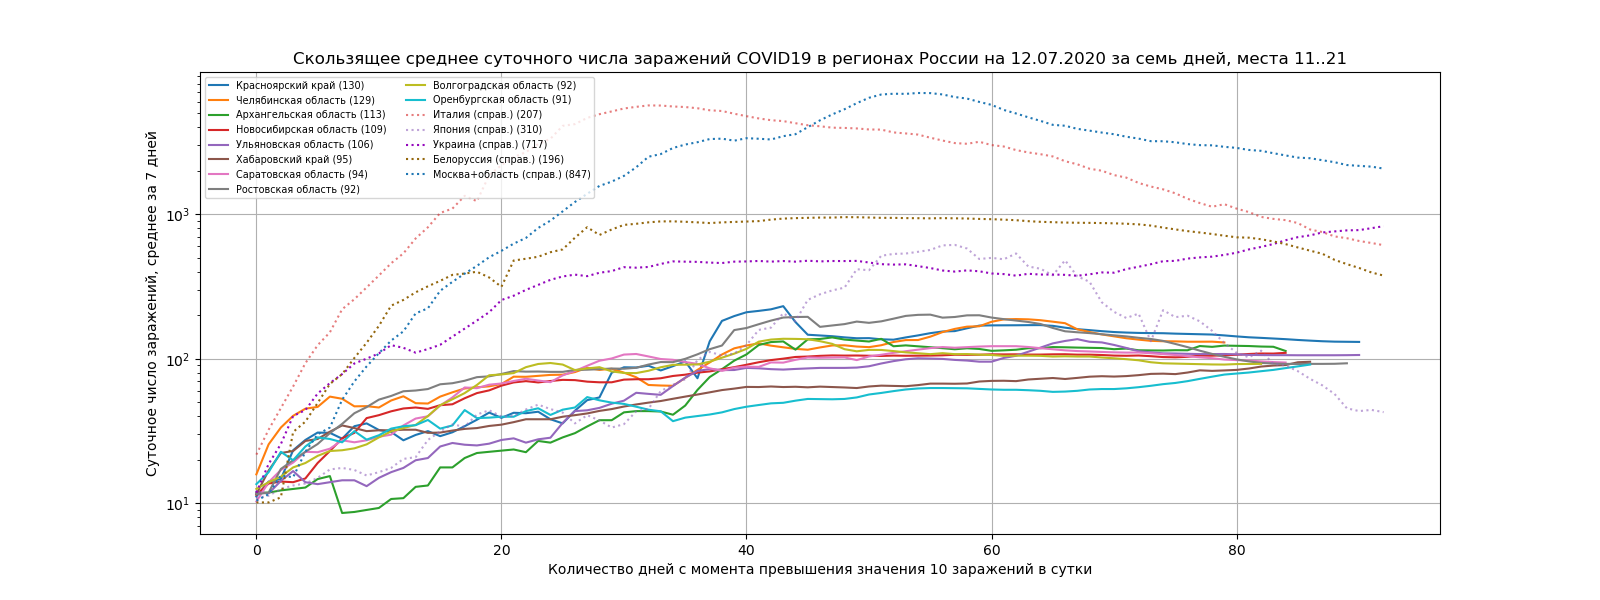 Скользящее среднее суточного числа заражений COVID19 в регионах России на 12.07.2020 за семь дней, места 11..21
Красноярский край (130)
Челябинская область (129)
Архангельская область (113)
Новосибирская область (109)
Ульяновская область (106)
Хабаровский край (95)
Саратовская область (94)
Ростовская область (92)
Волгоградская область (92)
Оренбургская область (91)
Италия (справ.) (207)
Япония (справ.) (310)
Украина (справ.) (717)
Белоруссия (справ.) (196)
Москва+область (справ.) (847)
Суточное число заражений, среднее за 7 дней
10³
10²
10¹
0 20 40 60 80
Количество дней с момента превышения значения 10 заражений в сутки